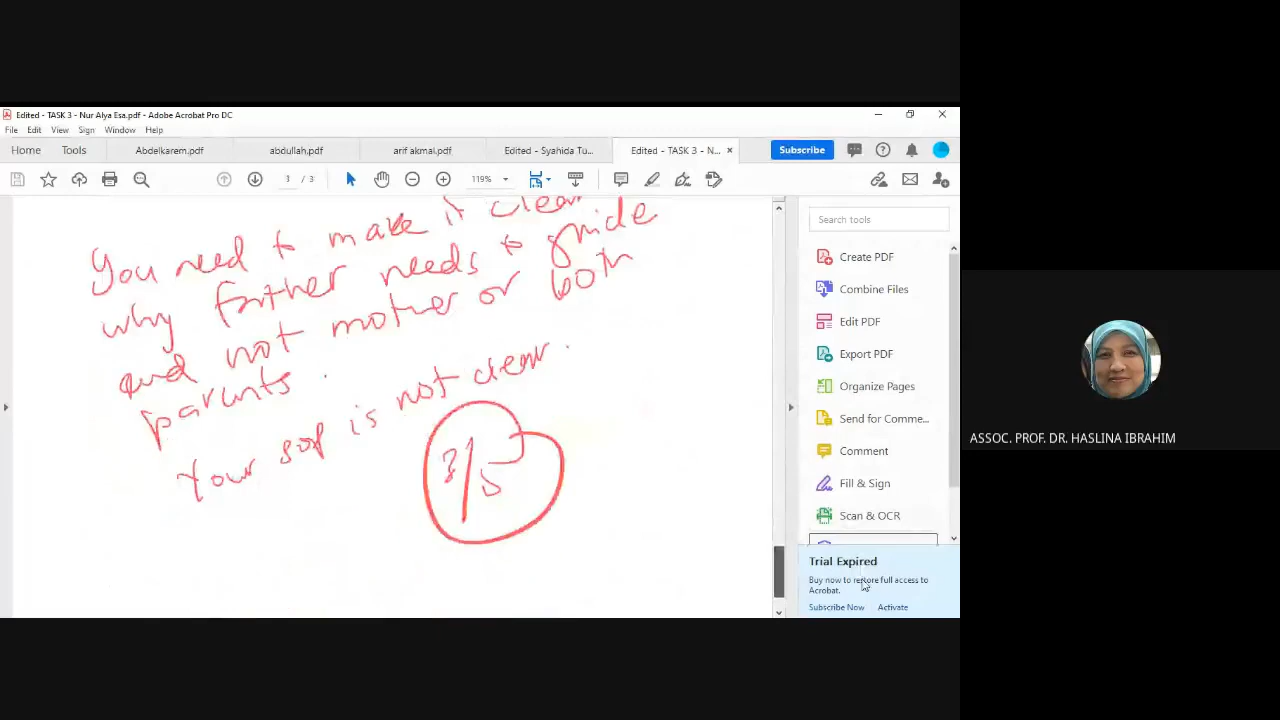 Edited - TASK 3 - Nur Alya Esa.pdf - Adobe Acrobat Pro DC
File Edit View Sign Window Help
Home Tools Abdelkarem.pdf abdullah.pdf arif akmal.pdf Edited - Syahida Tu... Edited - TASK 3 - N... × Subscribe
3 / 3 119%
You need to make it clear
why farther needs to guide
and not mother or both
parents.
Your sop is not clear.
3/5
Search tools
Create PDF
Combine Files
Edit PDF
Export PDF
Organize Pages
Send for Comme...
Comment
Fill & Sign
Scan & OCR
Trial Expired
Buy now to restore full access to
Acrobat.
Subscribe Now Activate
ASSOC. PROF. DR. HASLINA IBRAHIM